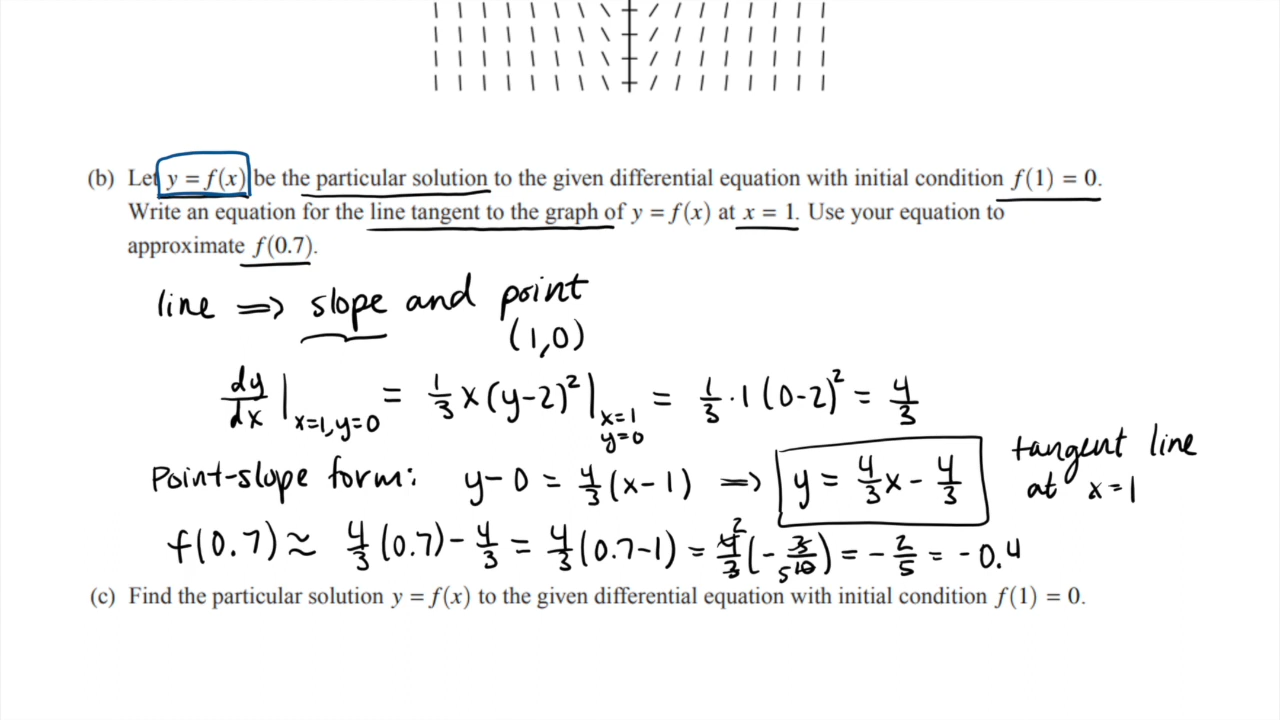 (b) Let y = f(x) be the particular solution to the given differential equation with initial condition f(1) = 0.
Write an equation for the line tangent to the graph of y = f(x) at x = 1. Use your equation to
approximate f(0.7).
line ⟹ slope and point
(1,0)
dy/dx |x=1,y=0 = 1/3 x(y-2)² |x=1 y=0 = 1/3 · 1 (0-2)² = 4/3
Point-slope form: y-0 = 4/3(x-1) ⟹ y = 4/3x - 4/3 tangent line at x=1
f(0.7) ≈ 4/3(0.7) - 4/3 = 4/3(0.7-1) = 4/3 2 (- 3/10 5) = - 2/5 = -0.4
(c) Find the particular solution y = f(x) to the given differential equation with initial condition f(1) = 0.